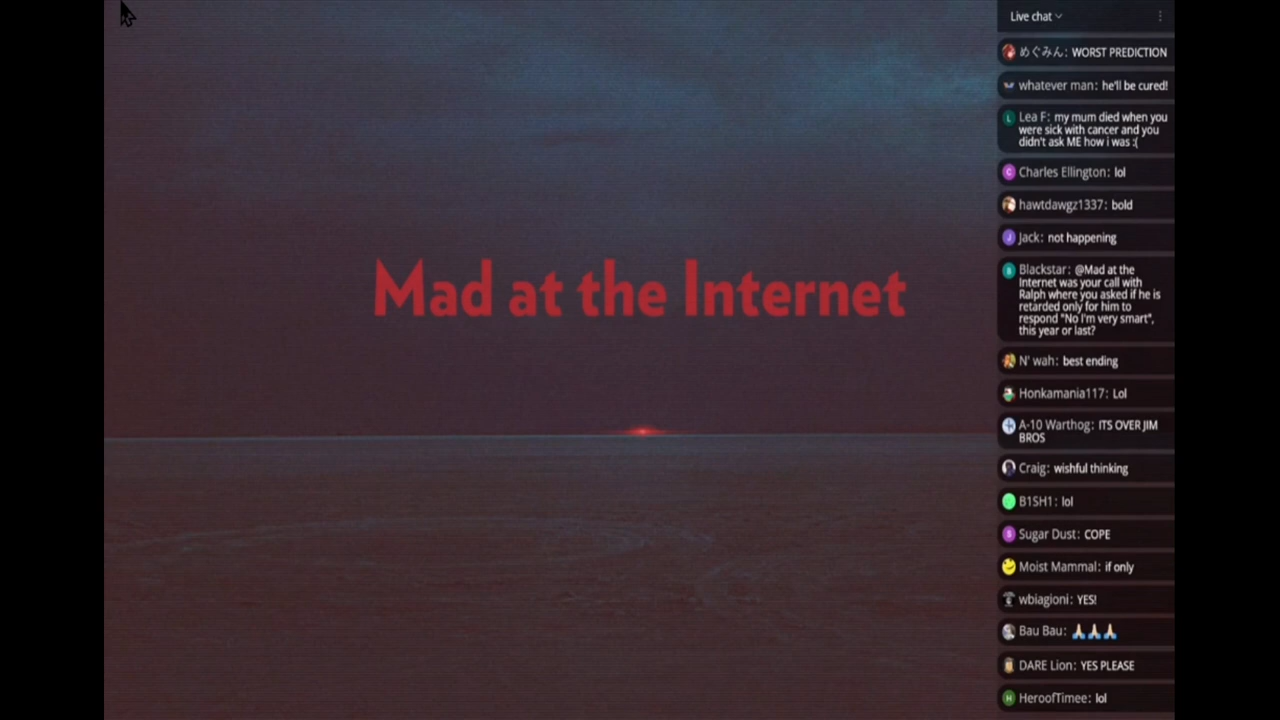 Live chat
めぐみん: WORST PREDICTION
whatever man: he'll be cured!
Lea F: my mum died when you
were sick with cancer and you
didn't ask ME how i was :(
Charles Ellington: lol
hawtdawgz1337: bold
Jack: not happening
Blackstar: @Mad at the
Internet was your call with
Ralph where you asked if he is
retarded only for him to
respond "No I'm very smart",
this year or last?
N' wah: best ending
Honkamania117: Lol
A-10 Warthog: ITS OVER JIM
BROS
Craig: wishful thinking
B1SH1: lol
Sugar Dust: COPE
Moist Mammal: if only
wbiagioni: YES!
Bau Bau: 🙏🏻🙏🏻🙏🏻
DARE Lion: YES PLEASE
HeroofTimee: lol
Mad at the Internet